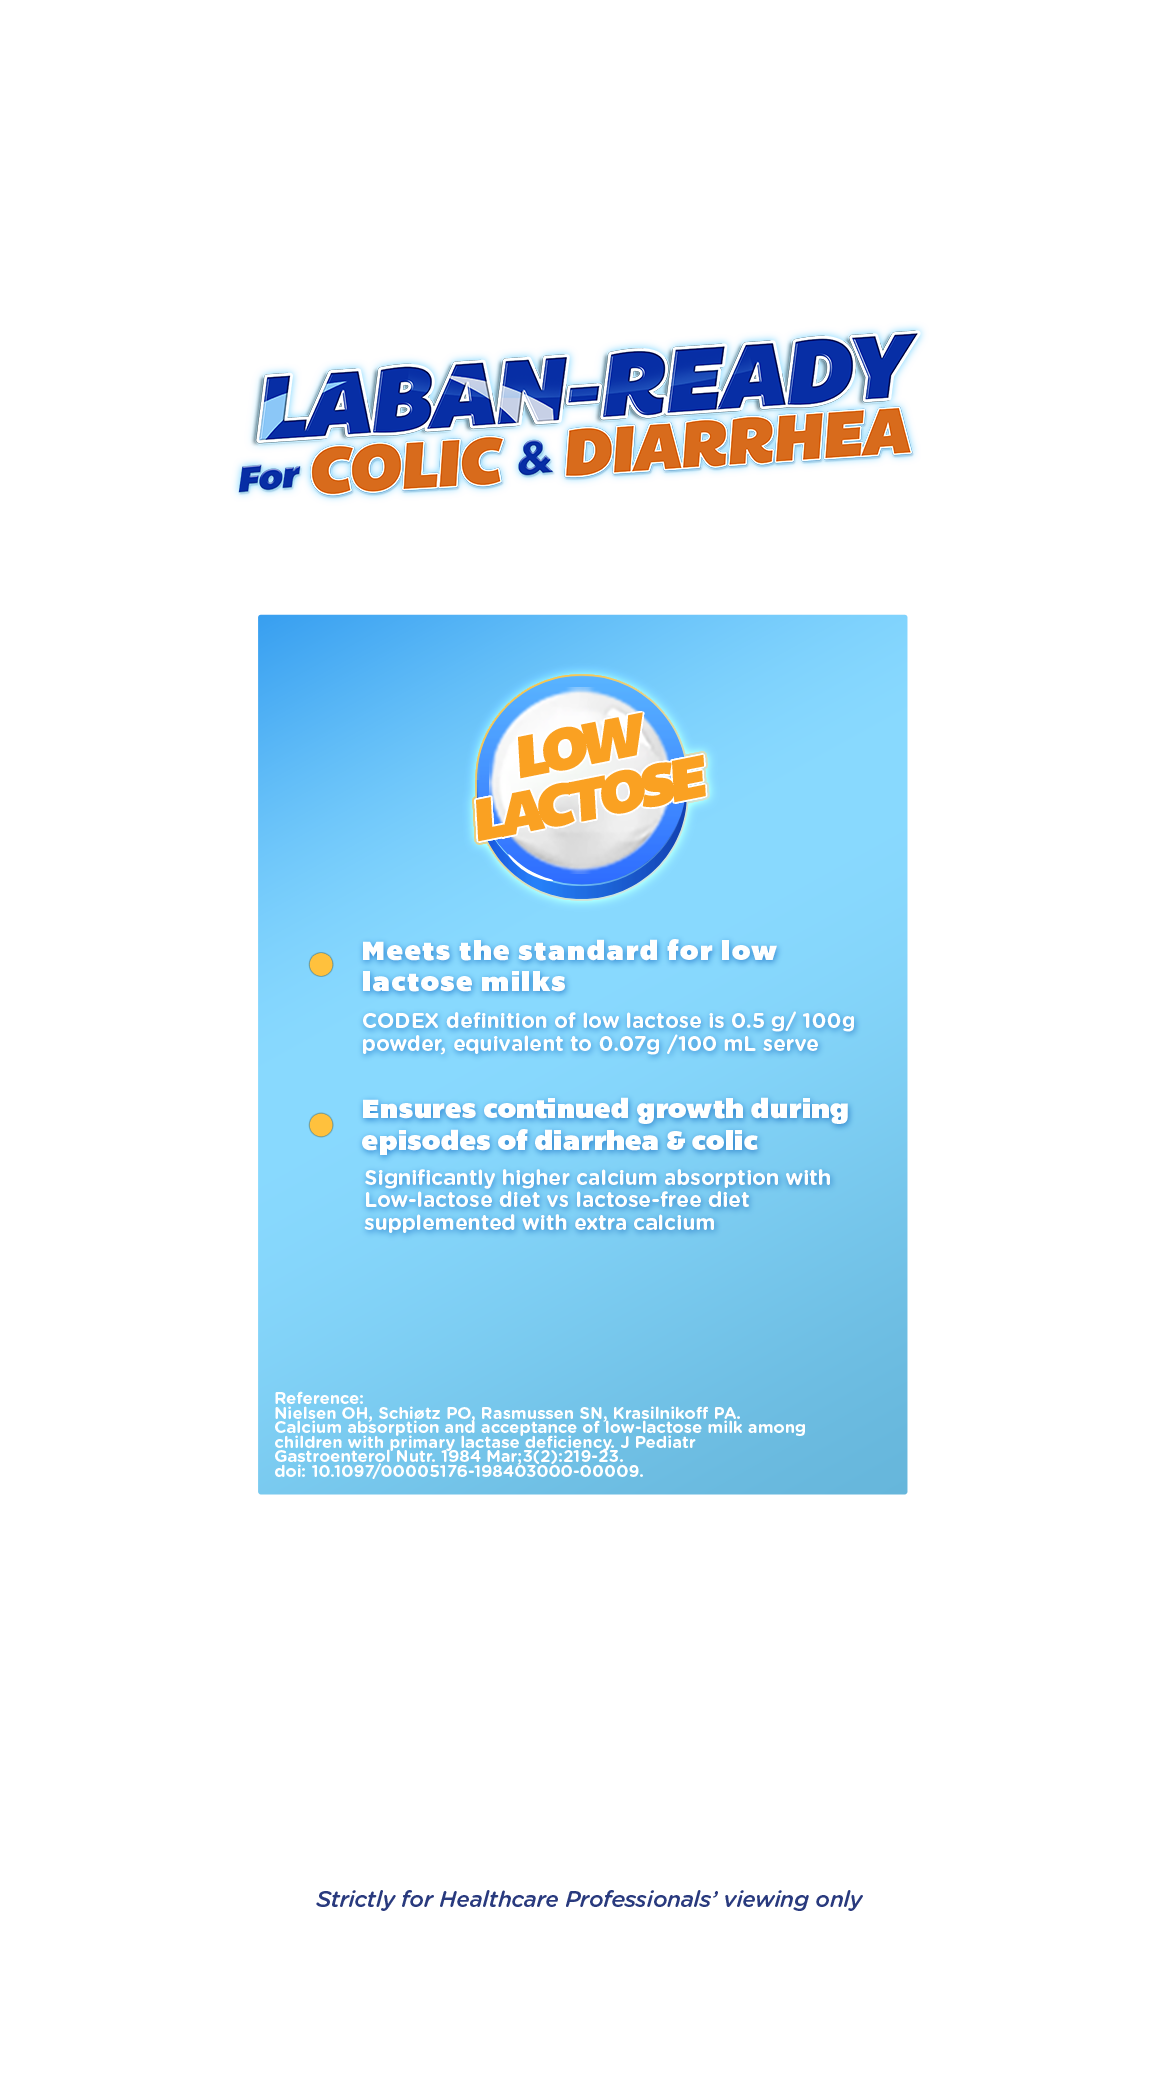 LABAN-READY
For COLIC & DIARRHEA
LOW
LACTOSE
Meets the standard for low
lactose milks
CODEX definition of low lactose is 0.5 g/ 100g
powder, equivalent to 0.07g /100 mL serve
Ensures continued growth during
episodes of diarrhea & colic
Significantly higher calcium absorption with
Low-lactose diet vs lactose-free diet
supplemented with extra calcium
Reference:
Nielsen OH, Schiøtz PO, Rasmussen SN, Krasilnikoff PA.
Calcium absorption and acceptance of low-lactose milk among
children with primary lactase deficiency. J Pediatr
Gastroenterol Nutr. 1984 Mar;3(2):219-23.
doi: 10.1097/00005176-198403000-00009.
Strictly for Healthcare Professionals’ viewing only